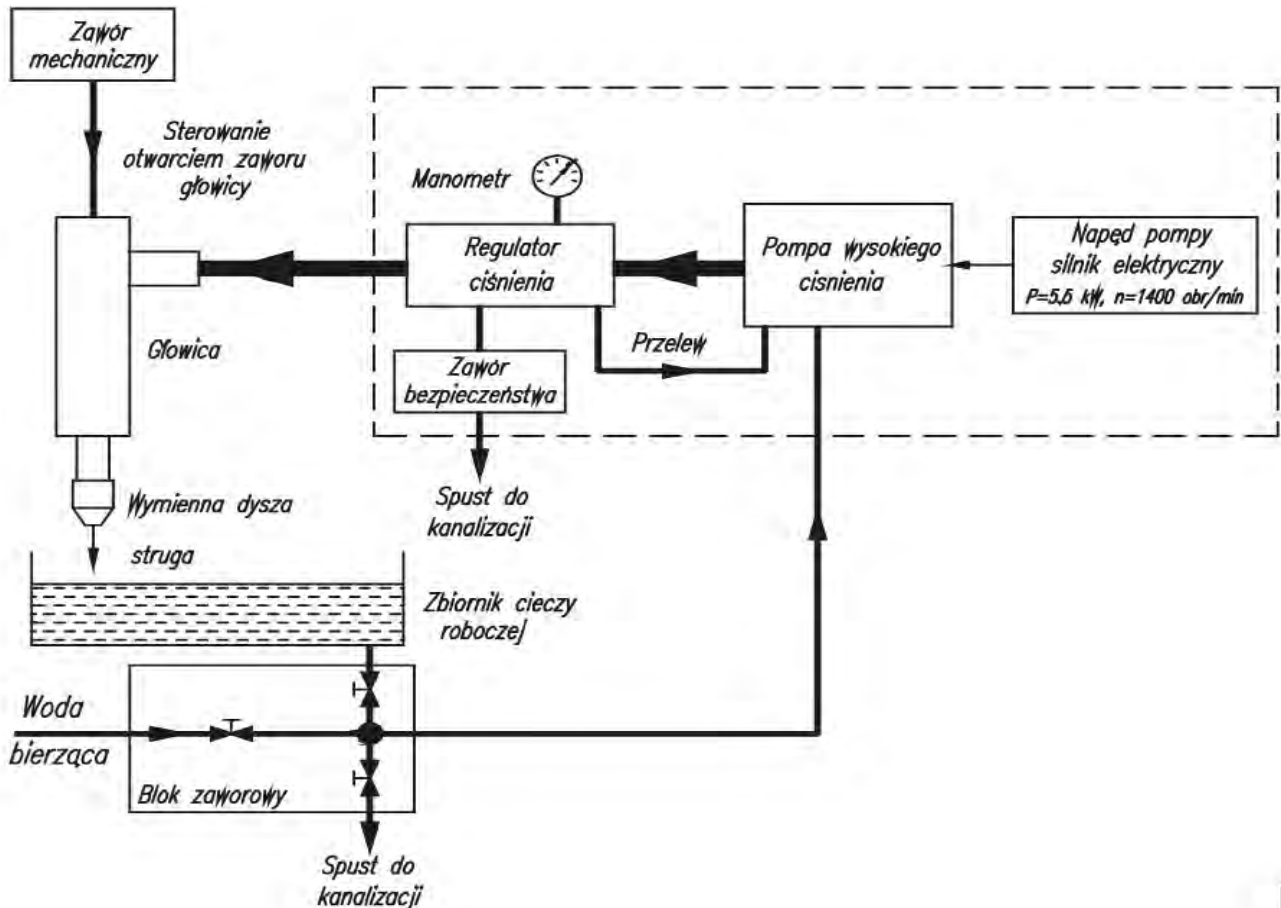 Zawór
mechaniczny
Sterowanie
otwarciem zaworu
głowicy
Manometr
Regulator
ciśnienia
Pompa wysokiego
cisnienia
Napęd pompy
silnik elektryczny
P=5,5 kW, n=1400 obr/min
Głowica
Przelew
Zawór
bezpieczeństwa
Spust do
kanalizacji
Wymienna dysza
struga
Zbiornik cieczy
roboczej
Woda
bierząca
Blok zaworowy
Spust do
kanalizacji